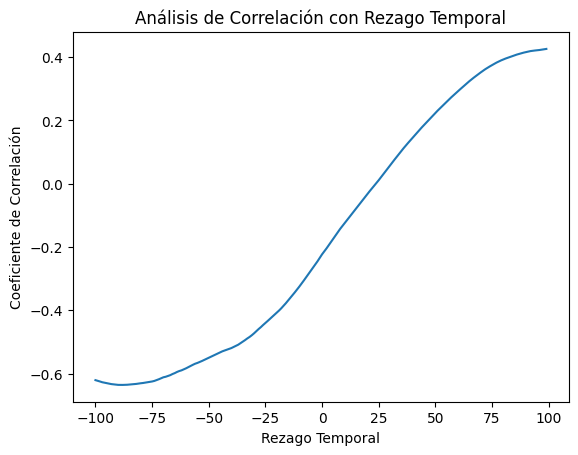 Análisis de Correlación con Rezago Temporal
0.4
0.2
0.0
−0.2
−0.4
−0.6
Coeficiente de Correlación
−100 −75 −50 −25 0 25 50 75 100
Rezago Temporal